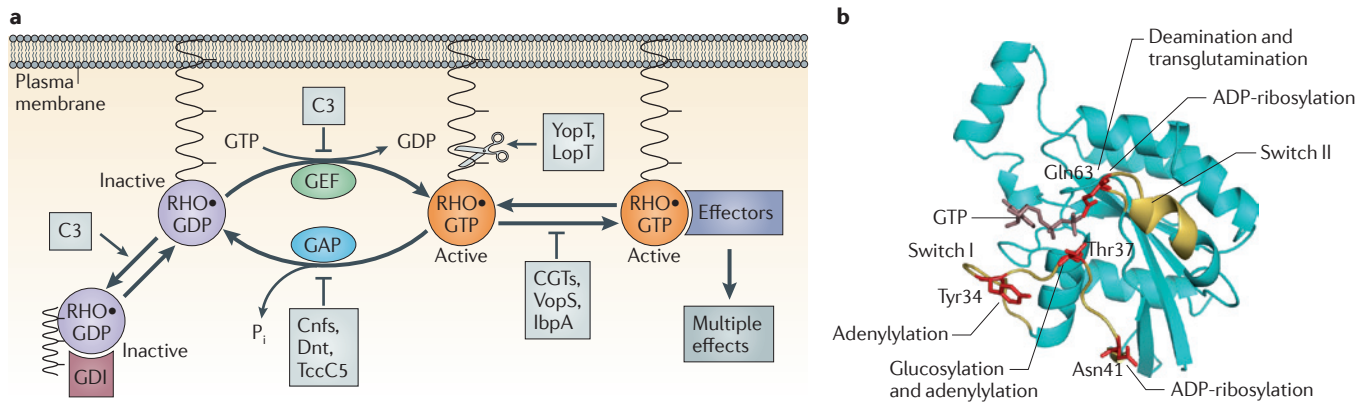 a
Plasma
membrane
C3
GTP
GDP
GEF
YopT,
LopT
Inactive
RHO•
GDP
RHO•
GTP
Active
RHO•
GTP
Active
Effectors
C3
GAP
Pi
Cnfs,
Dnt,
TccC5
CGTs,
VopS,
IbpA
Multiple
effects
RHO•
GDP
Inactive
GDI
b
Deamination and
transglutamination
ADP-ribosylation
Gln63
Switch II
GTP
Switch I
Thr37
Tyr34
Adenylylation
Glucosylation
and adenylylation
Asn41
ADP-ribosylation